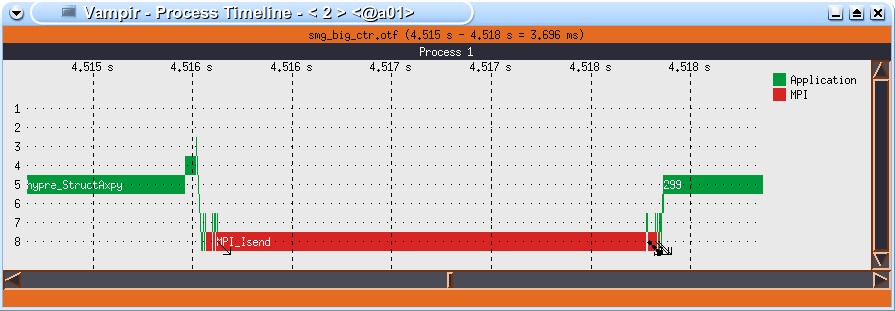 Vampir - Process Timeline - < 2 > <@a01>
smg_big_ctr.otf (4.515 s - 4.518 s = 3.696 ms)
Process 1
4.515 s 4.516 s 4.516 s 4.517 s 4.517 s 4.518 s 4.518 s
Application
MPI
1
2
3
4
5 hypre_StructAxpy 299
6
7
8 MPI_Isend